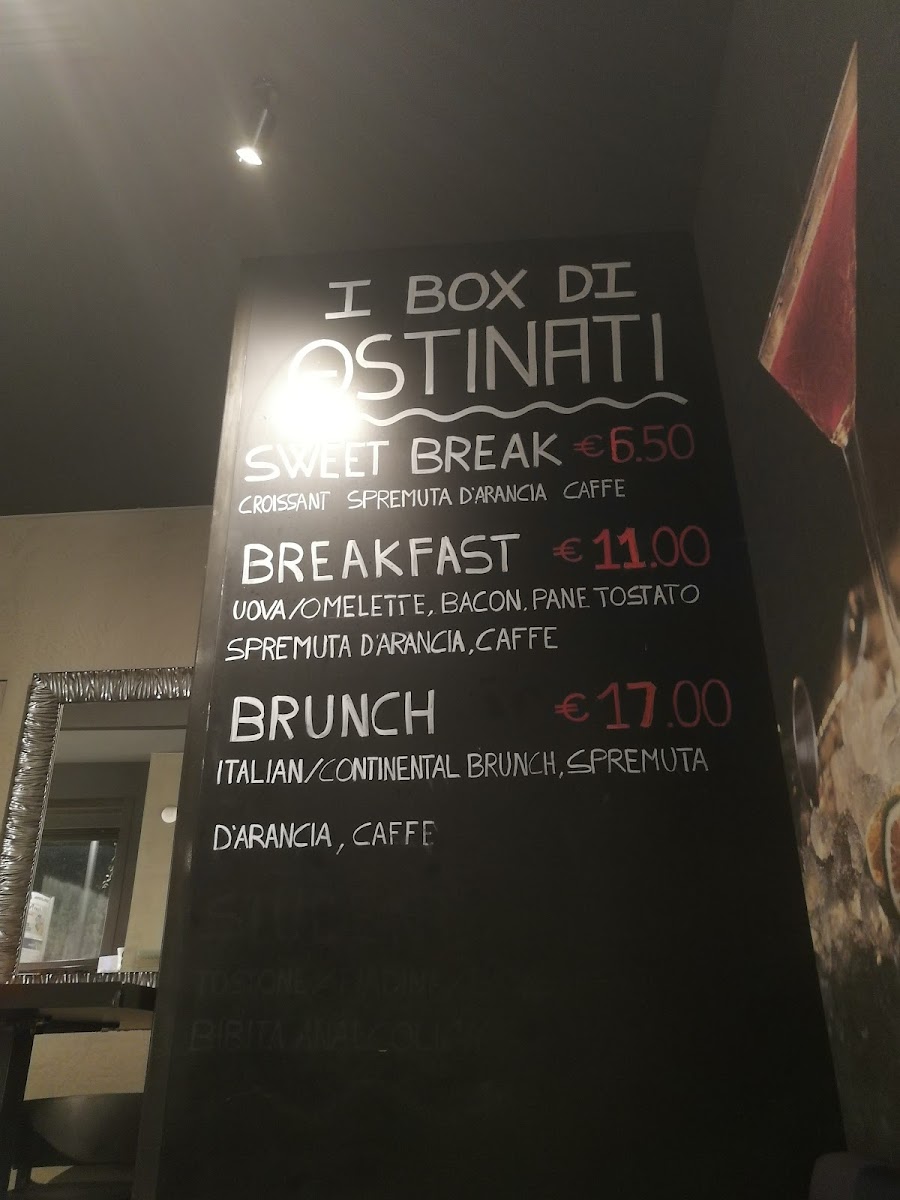 I BOX DI
OSTINATI
SWEET BREAK €6.50
CROISSANT SPREMUTA D'ARANCIA CAFFE
BREAKFAST €11.00
UOVA/OMELETTE, BACON, PANE TOSTATO
SPREMUTA D'ARANCIA, CAFFE
BRUNCH €17.00
ITALIAN/CONTINENTAL BRUNCH, SPREMUTA
D'ARANCIA, CAFFE
BIBITA